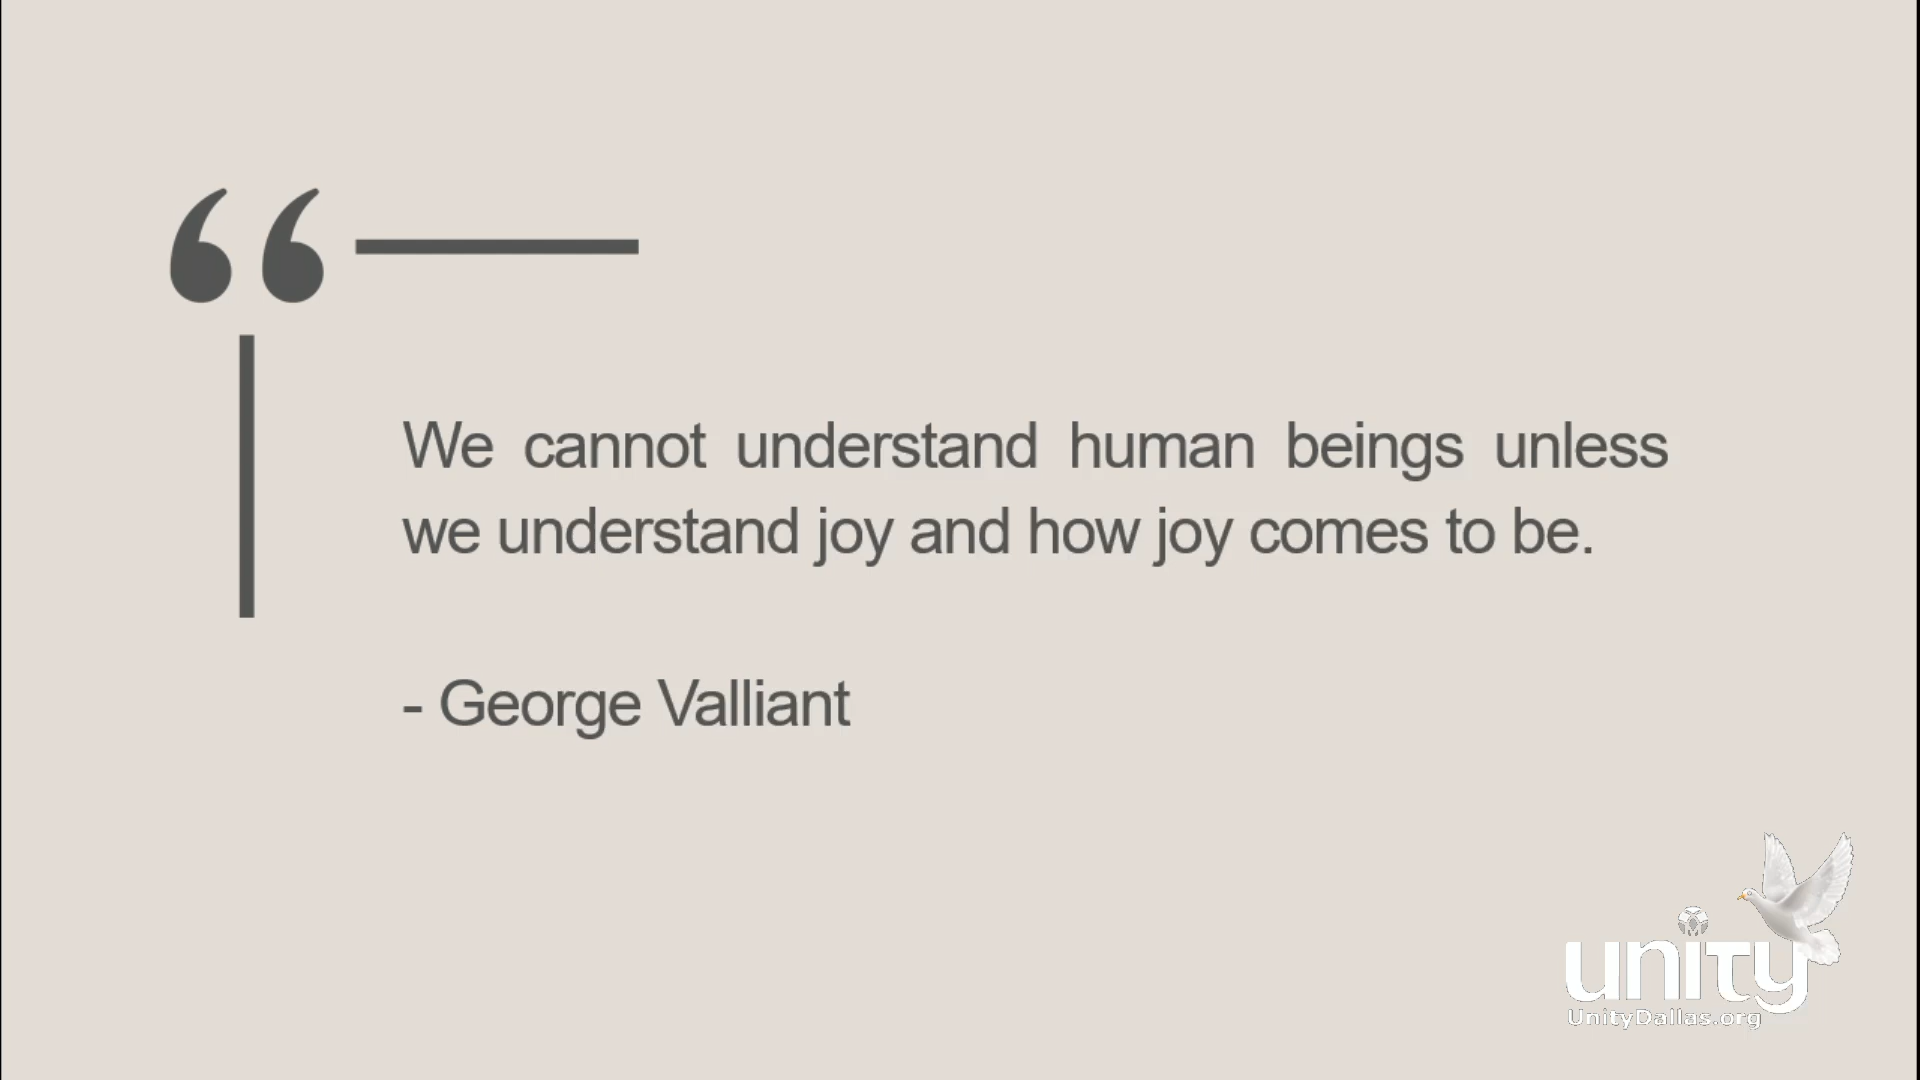 “
We cannot understand human beings unless
we understand joy and how joy comes to be.
- George Valliant
unity
UnityDallas.org